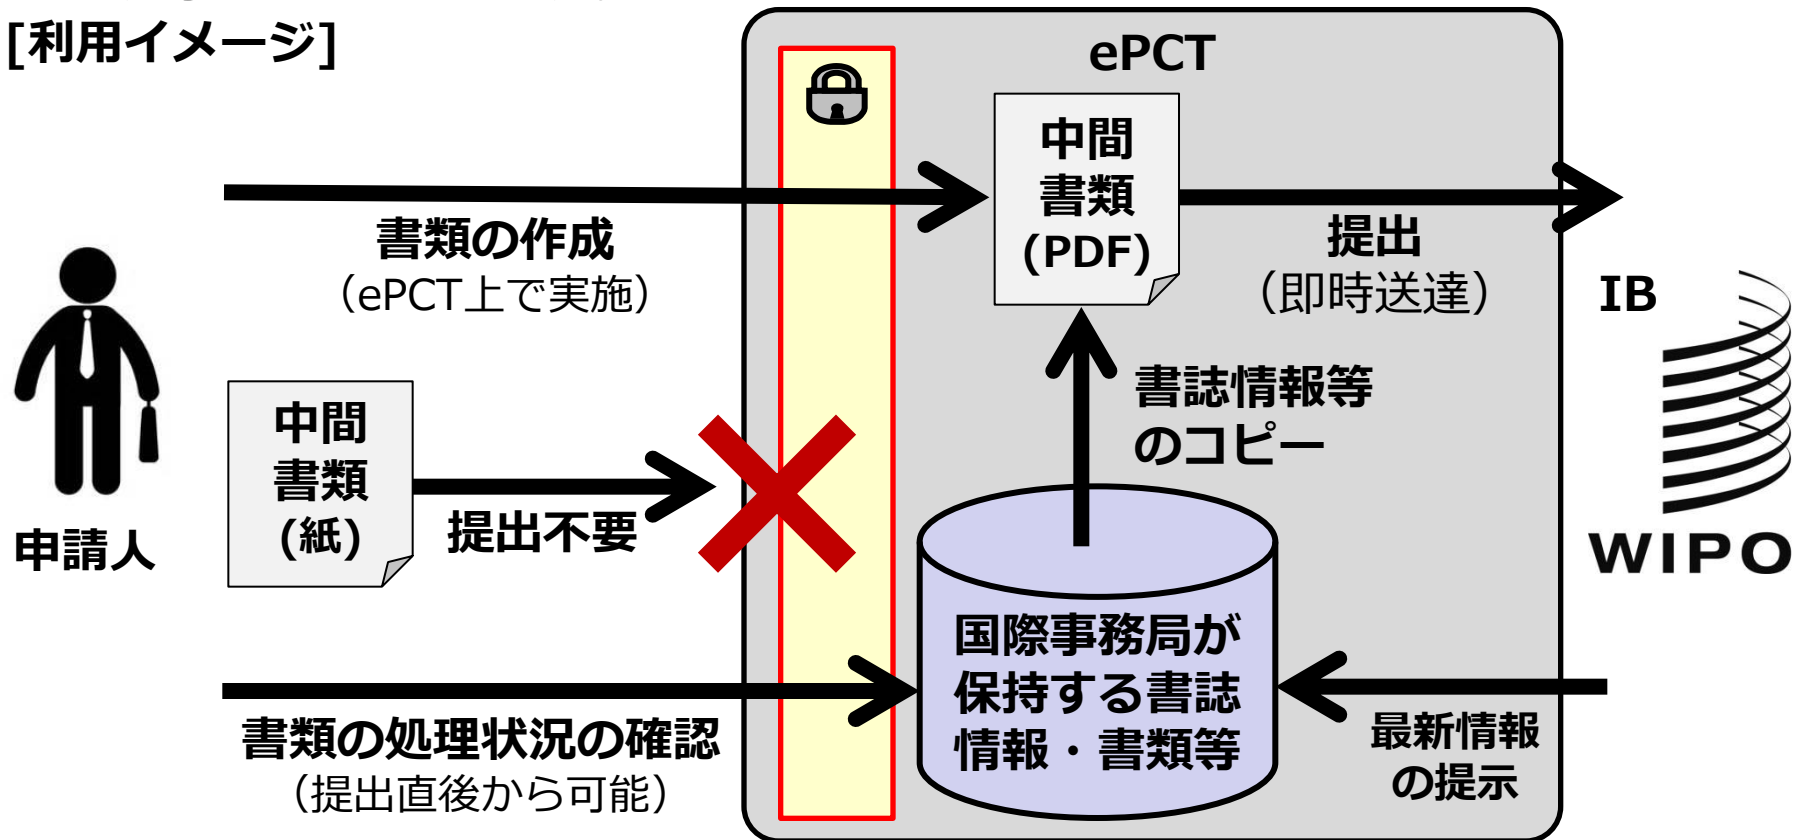 [利用イメージ]
ePCT
中間
書類
(PDF)
書類の作成
（ePCT上で実施）
提出
（即時送達）
IB
WIPO
申請人
中間
書類
(紙)
提出不要
書誌情報等
のコピー
国際事務局が
保持する書誌
情報・書類等
書類の処理状況の確認
（提出直後から可能）
最新情報
の提示